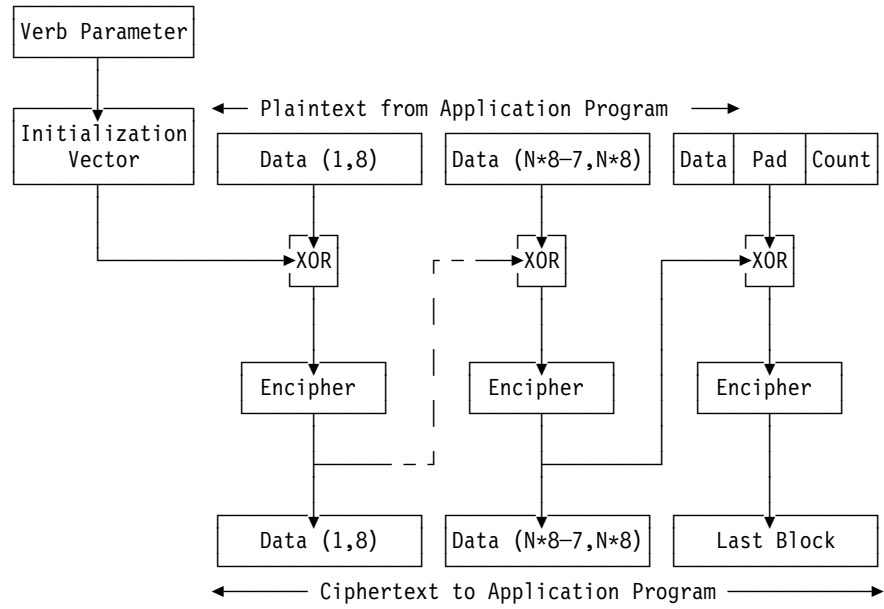 Verb Parameter
Plaintext from Application Program
Initialization
Vector
Data (1,8)
Data (N*8–7,N*8)
Data
Pad
Count
XOR
XOR
XOR
Encipher
Encipher
Encipher
Data (1,8)
Data (N*8–7,N*8)
Last Block
Ciphertext to Application Program